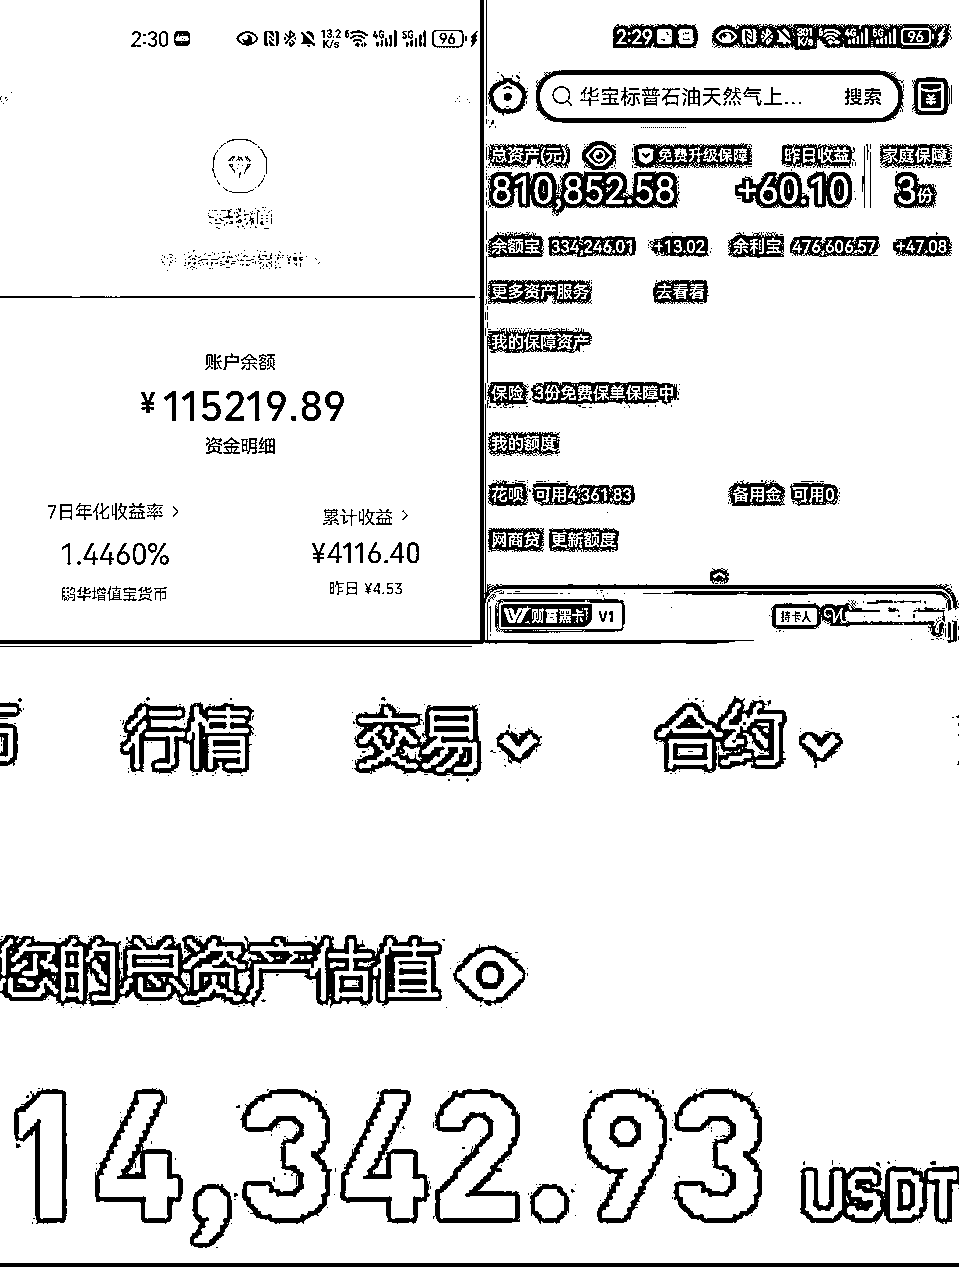 2:30
13.2 K/s 4G 5G 96
零钱通
账户余额
¥115219.89
资金明细
7日年化收益率 >
累计收益 >
1.4460%
¥4116.40
鹏华增值宝货币
昨日 ¥4.53
2:29
4G 5G 96
华宝标普石油天然气上... 搜索
总资产(元) 免费升级保障 昨日收益 家庭保障
810,852.58 +60.10 3份
余额宝 334,246.01 +13.02 余利宝 476,606.57 +47.08
更多资产服务 去看看
我的保障资产
保险 3份免费保单保障中
我的额度
花呗 可用4,361.83 备用金 可用0
网商贷 更新额度
财富黑卡 V1 持卡人
行情 交易 合约
您的总资产估值
14,342.93 USDT